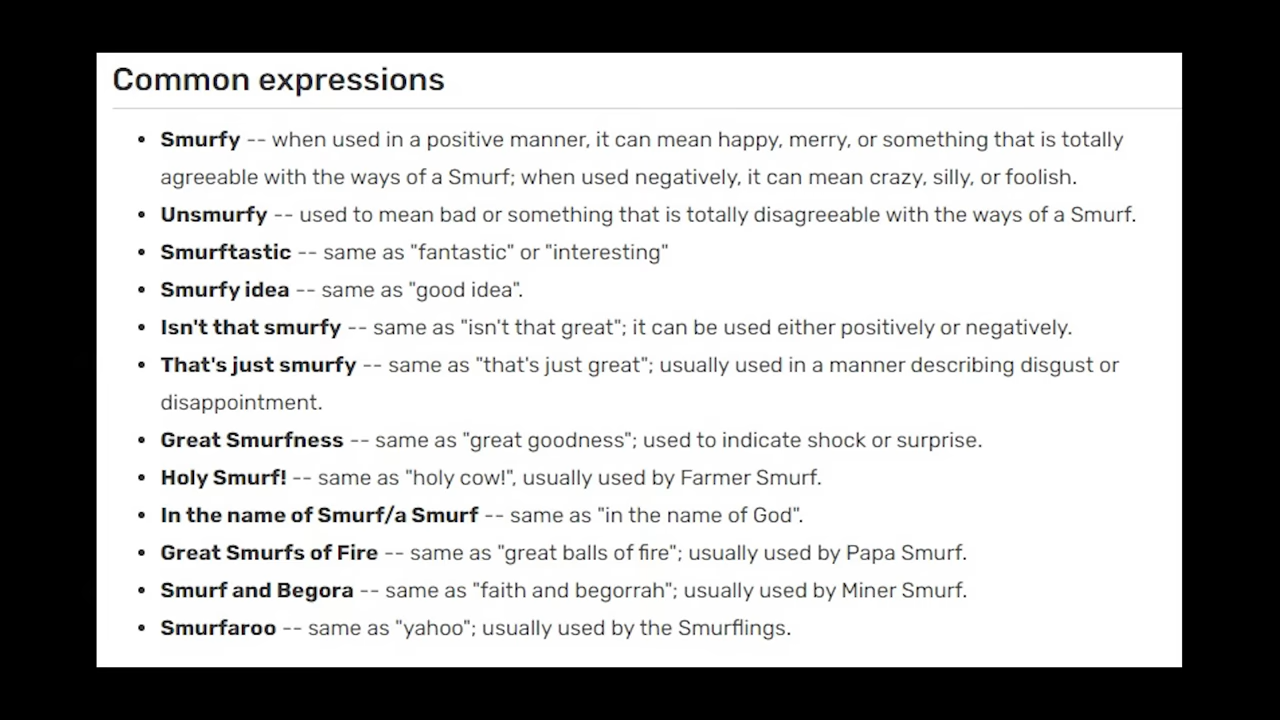 Common expressions
• Smurfy -- when used in a positive manner, it can mean happy, merry, or something that is totally
agreeable with the ways of a Smurf; when used negatively, it can mean crazy, silly, or foolish.
• Unsmurfy -- used to mean bad or something that is totally disagreeable with the ways of a Smurf.
• Smurftastic -- same as "fantastic" or "interesting"
• Smurfy idea -- same as "good idea".
• Isn't that smurfy -- same as "isn't that great"; it can be used either positively or negatively.
• That's just smurfy -- same as "that's just great"; usually used in a manner describing disgust or
disappointment.
• Great Smurfness -- same as "great goodness"; used to indicate shock or surprise.
• Holy Smurf! -- same as "holy cow!", usually used by Farmer Smurf.
• In the name of Smurf/a Smurf -- same as "in the name of God".
• Great Smurfs of Fire -- same as "great balls of fire"; usually used by Papa Smurf.
• Smurf and Begora -- same as "faith and begorrah"; usually used by Miner Smurf.
• Smurfaroo -- same as "yahoo"; usually used by the Smurflings.